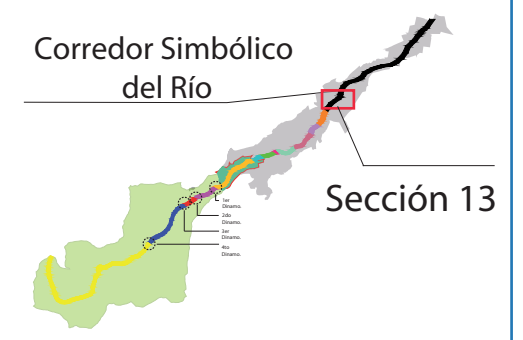 Corredor Simbólico
del Río
Sección 13
1er
Dinamo.
2do
Dinamo.
3er
Dinamo.
4to
Dinamo.